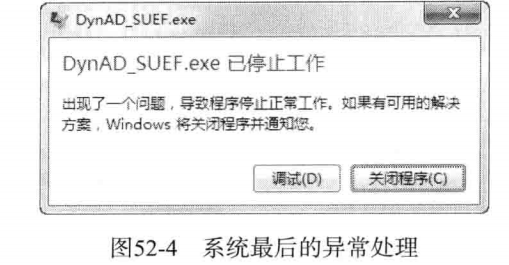 DynAD_SUEF.exe
DynAD_SUEF.exe 已停止工作
出现了一个问题，导致程序停止正常工作。如果有可用的解决
方案，Windows 将关闭程序并通知您。
调试(D) 关闭程序(C)
图52-4 系统最后的异常处理